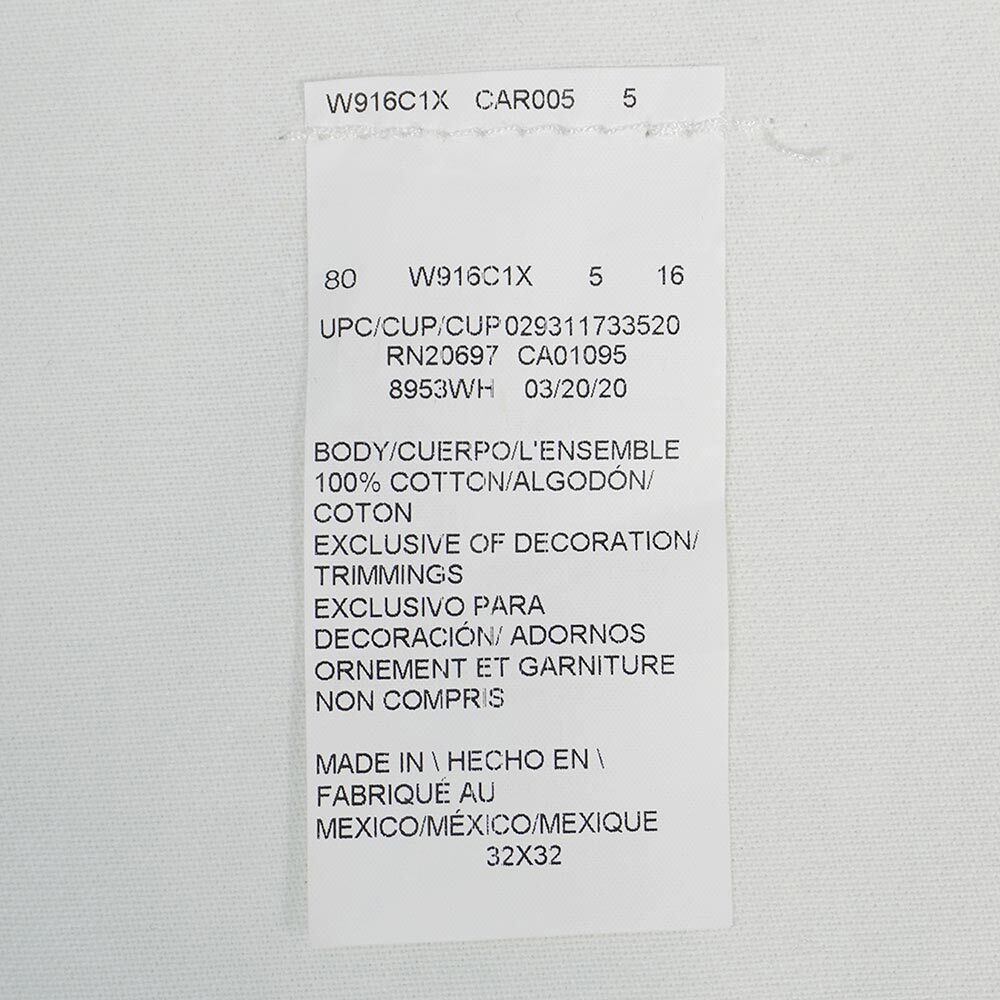 W916C1X CAR005 5
80 W916C1X 5 16
UPC/CUP/CUP 029311733520
RN20697 CA01095
8953WH 03/20/20
BODY/CUERPO/L'ENSEMBLE
100% COTTON/ALGODÓN/
COTON
EXCLUSIVE OF DECORATION/
TRIMMINGS
EXCLUSIVO PARA
DECORACIÓN/ ADORNOS
ORNEMENT ET GARNITURE
NON COMPRIS
MADE IN \ HECHO EN \
FABRIQUÉ AU
MEXICO/MÉXICO/MEXIQUE
32X32